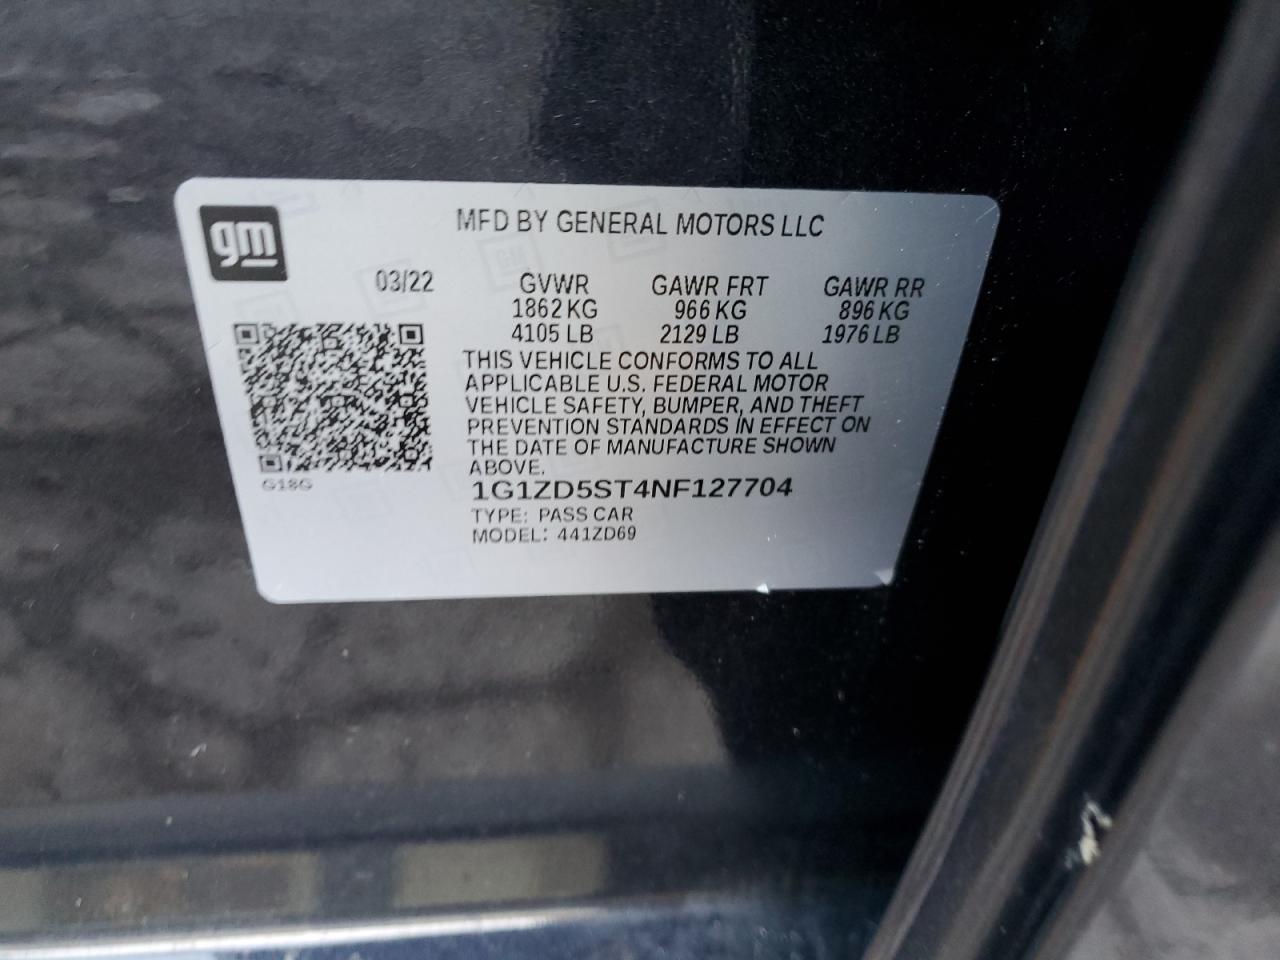 gm
MFD BY GENERAL MOTORS LLC
03/22 GVWR GAWR FRT GAWR RR
1862 KG 966 KG 896 KG
4105 LB 2129 LB 1976 LB
THIS VEHICLE CONFORMS TO ALL
APPLICABLE U.S. FEDERAL MOTOR
VEHICLE SAFETY, BUMPER, AND THEFT
PREVENTION STANDARDS IN EFFECT ON
THE DATE OF MANUFACTURE SHOWN
ABOVE.
G18G
1G1ZD5ST4NF127704
TYPE: PASS CAR
MODEL: 441ZD69